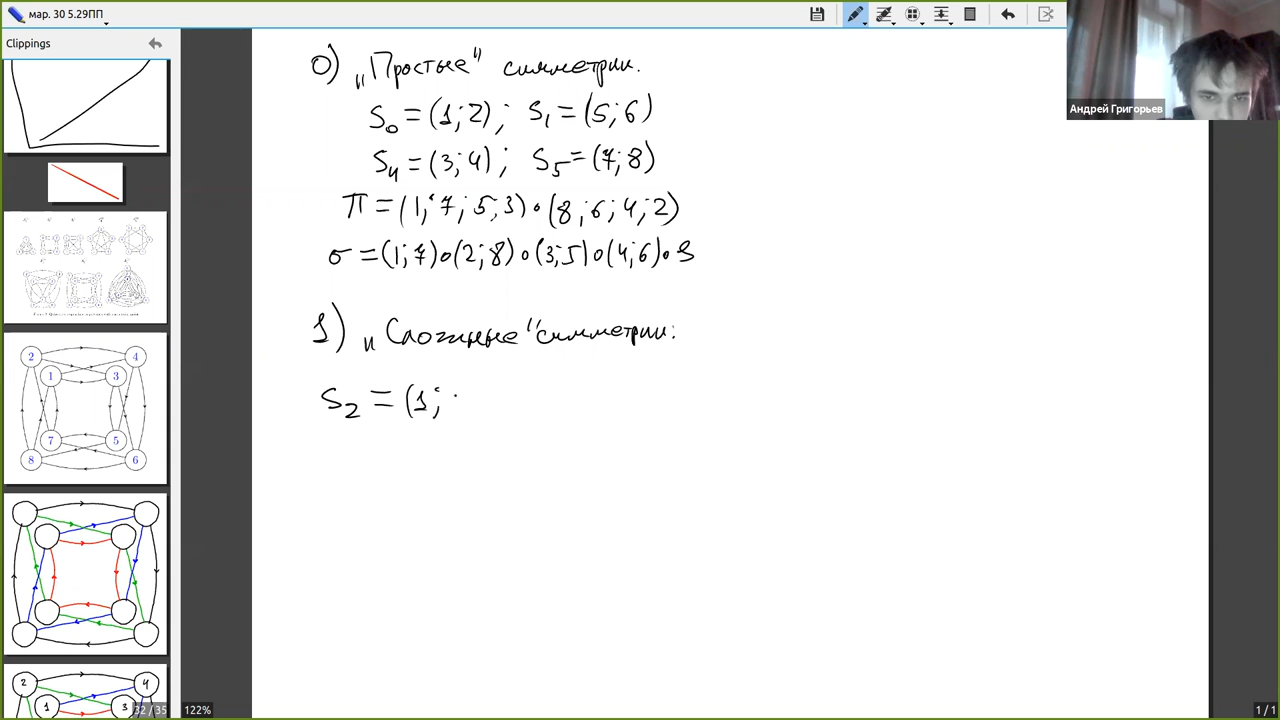 мар. 30 5.29ПП
Clippings
Андрей Григорьев
0) „Простые" симметрии.
S₀ = (1; 2) ; S₁ = (5; 6)
S₄ = (3; 4) ; S₅ = (7; 8)
π = (1; 7; 5; 3) ∘ (8; 6; 4; 2)
σ = (1; 7) ∘ (2; 8) ∘ (3; 5) ∘ (4; 6) ∘ s
1) „Сложные" симметрии:
S₂ = (1;
2 4
1 3
7 5
8 6
2 4
1 3
32 / 35
122%
1 / 1